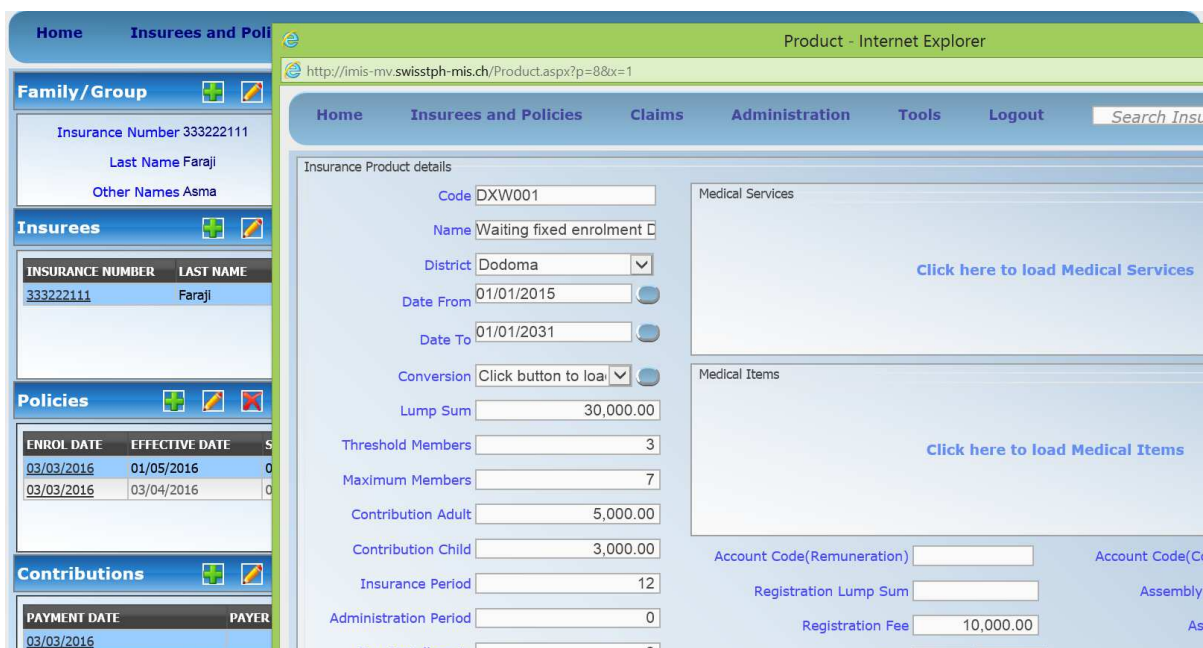 Home Insurees and Poli
Family/Group
Insurance Number 333222111
Last Name Faraji
Other Names Asma
Insurees
INSURANCE NUMBER LAST NAME
333222111 Faraji
Policies
ENROL DATE EFFECTIVE DATE S
03/03/2016 01/05/2016 0
03/03/2016 03/04/2016 0
Contributions
PAYMENT DATE PAYER
03/03/2016
Product - Internet Explorer
http://imis-mv.swisstph-mis.ch/Product.aspx?p=8&x=1
Home Insurees and Policies Claims Administration Tools Logout Search Insu
Insurance Product details
Code DXW001
Name Waiting fixed enrolment D
District Dodoma
Date From 01/01/2015
Date To 01/01/2031
Conversion Click button to loa
Lump Sum 30,000.00
Threshold Members 3
Maximum Members 7
Contribution Adult 5,000.00
Contribution Child 3,000.00
Insurance Period 12
Administration Period 0
Medical Services
Click here to load Medical Services
Medical Items
Click here to load Medical Items
Account Code(Remuneration) Account Code(Co
Registration Lump Sum Assembly
Registration Fee 10,000.00 As